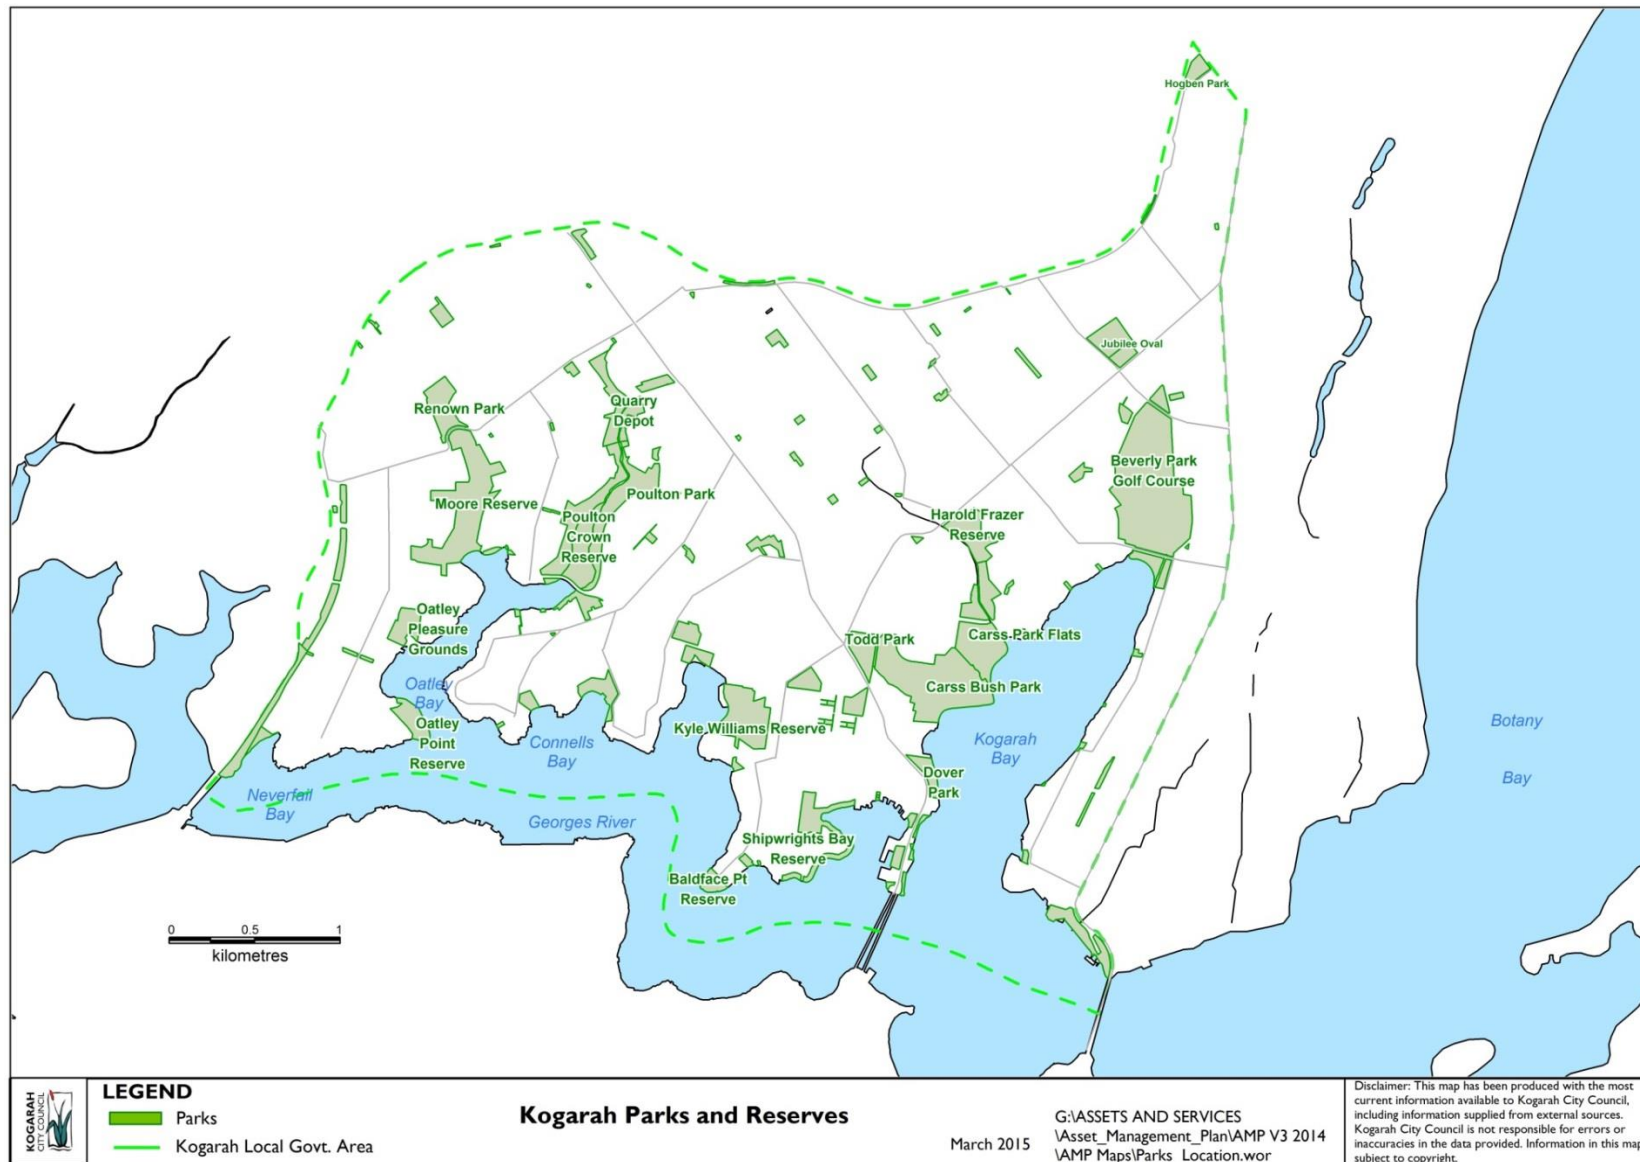 Hogben Park
Jubilee Oval
Renown Park
Quarry
Depot
Beverly Park
Golf Course
Moore Reserve
Poulton Park
Poulton
Crown
Reserve
Harold Frazer
Reserve
Oatley
Pleasure
Grounds
Todd Park
Carss Park Flats
Carss Bush Park
Oatley
Bay
Oatley
Point
Reserve
Kyle Williams Reserve
Connells
Bay
Kogarah
Bay
Botany
Bay
Dover
Park
Neverfail
Bay
Georges River
Shipwrights Bay
Reserve
Baldface Pt
Reserve
0 0.5 1
kilometres
KOGARAH
CITY COUNCIL
LEGEND
Parks
Kogarah Local Govt. Area
Kogarah Parks and Reserves
March 2015
G:\ASSETS AND SERVICES
\Asset_Management_Plan\AMP V3 2014
\AMP Maps\Parks_Location.wor
Disclaimer: This map has been produced with the most
current information available to Kogarah City Council,
including information supplied from external sources.
Kogarah City Council is not responsible for errors or
inaccuracies in the data provided. Information in this map
subject to copyright.